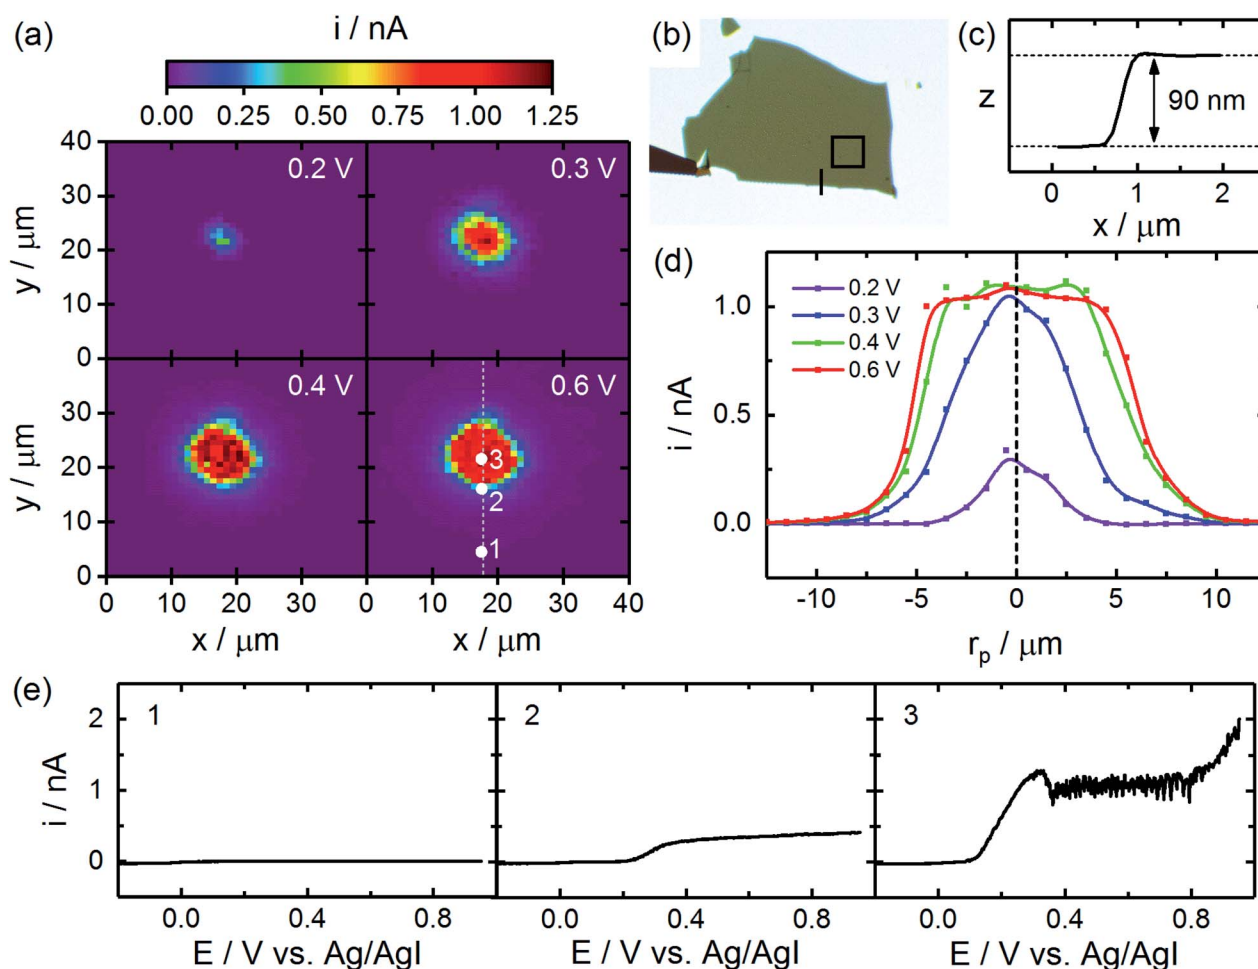 (a)
i / nA
0.00 0.25 0.50 0.75 1.00 1.25
40
30
20
10
0
y / μm
0.2 V
0.3 V
30
20
10
0
y / μm
0.4 V
0.6 V
3
2
1
0 10 20 30 0 10 20 30 40
x / μm x / μm
(b)
(c)
z
90 nm
0 1 2
x / μm
(d)
0.2 V
0.3 V
0.4 V
0.6 V
1.0
0.5
0.0
i / nA
-10 -5 0 5 10
r_p / μm
(e)
1 2 3
2
1
0
i / nA
0.0 0.4 0.8 0.0 0.4 0.8 0.0 0.4 0.8
E / V vs. Ag/AgI E / V vs. Ag/AgI E / V vs. Ag/AgI